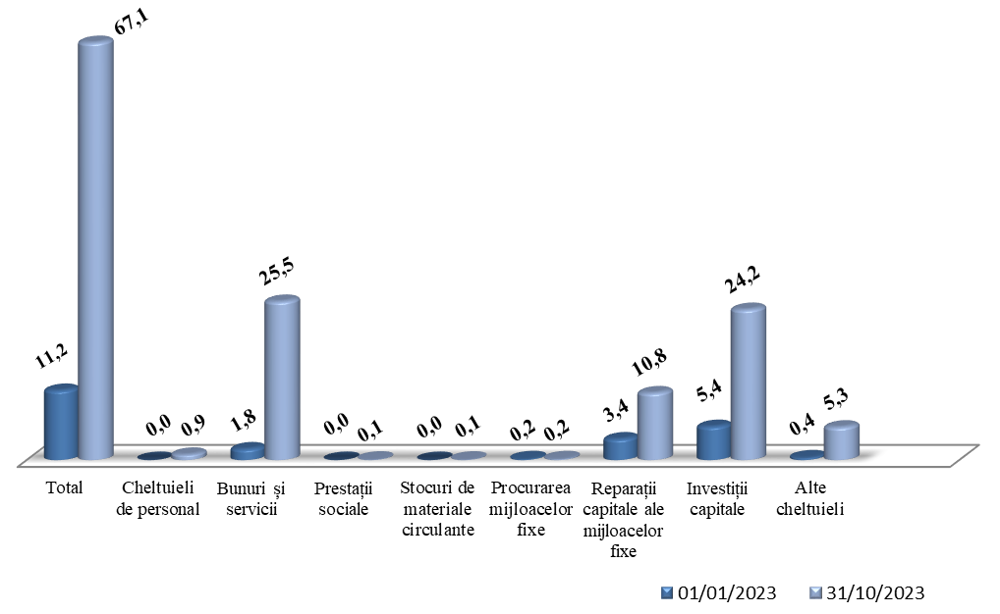 67,1
11,2
0,0
0,9
1,8
25,5
0,0
0,1
0,0
0,1
0,2
0,2
3,4
10,8
5,4
24,2
0,4
5,3
Total
Cheltuieli
de personal
Bunuri și
servicii
Prestații
sociale
Stocuri de
materiale
circulante
Procurarea
mijloacelor
fixe
Reparații
capitale ale
mijloacelor
fixe
Investiții
capitale
Alte
cheltuieli
01/01/2023
31/10/2023